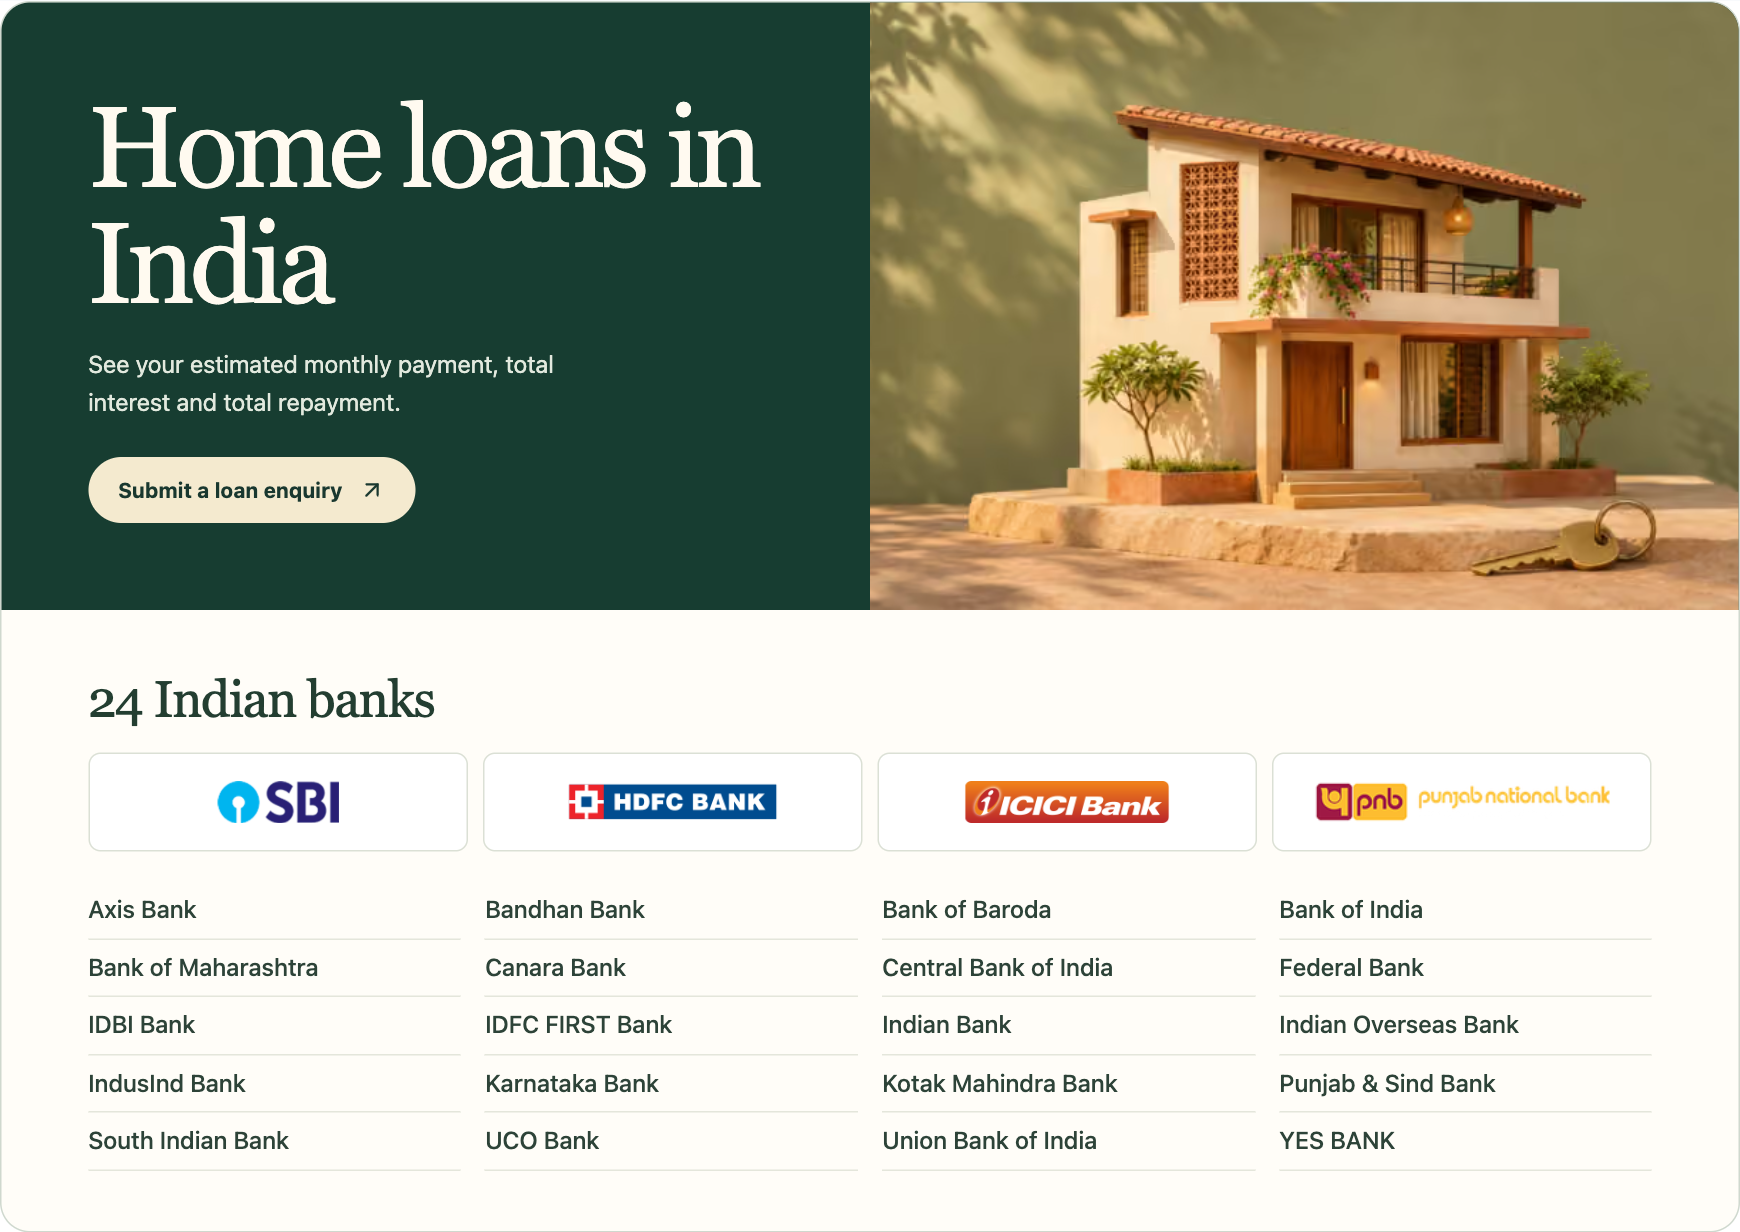 Home loans in
India
See your estimated monthly payment, total
interest and total repayment.
Submit a loan enquiry
24 Indian banks
SBI
HDFC BANK
ICICI Bank
pnb punjab national bank
Axis Bank
Bandhan Bank
Bank of Baroda
Bank of India
Bank of Maharashtra
Canara Bank
Central Bank of India
Federal Bank
IDBI Bank
IDFC FIRST Bank
Indian Bank
Indian Overseas Bank
IndusInd Bank
Karnataka Bank
Kotak Mahindra Bank
Punjab & Sind Bank
South Indian Bank
UCO Bank
Union Bank of India
YES BANK